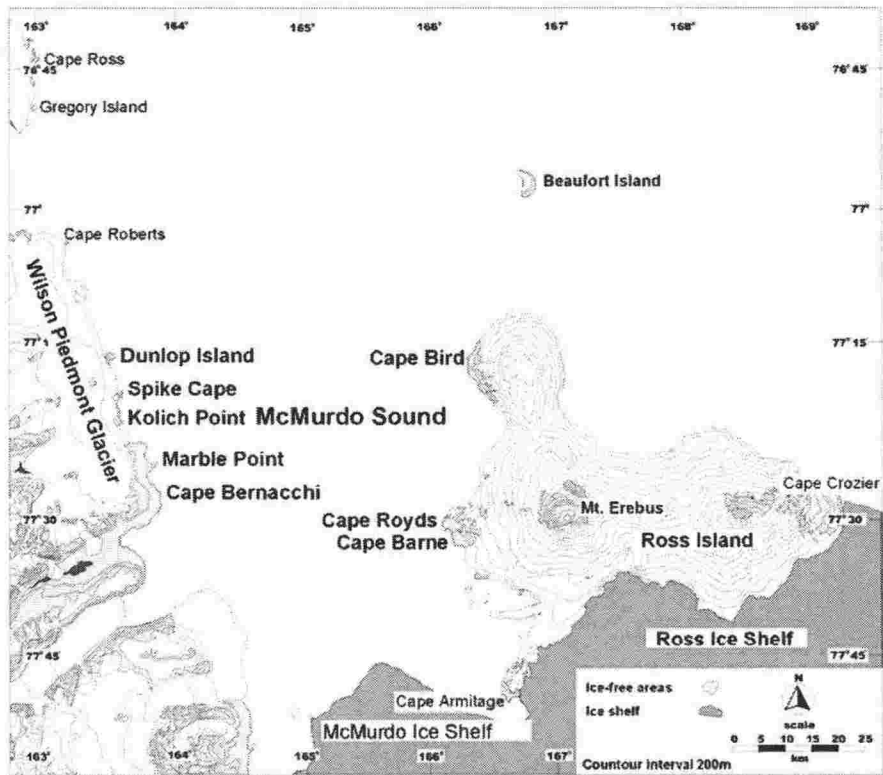 163° 164° 165° 166° 167° 168° 169°
Cape Ross
76°45 76°45
Gregory Island
Beaufort Island
77° 77°
Cape Roberts
Wilson Piedmont Glacier
77°1 77°15
Dunlop Island
Cape Bird
Spike Cape
Kolich Point McMurdo Sound
Marble Point
Cape Bernacchi
Cape Crozier
Mt. Erebus
77°30 77°30
Cape Royds
Cape Barne
Ross Island
Ross Ice Shelf
77°45 77°45
Cape Armitage
McMurdo Ice Shelf
Ice-free areas
Ice shelf
N
scale
0 5 10 15 20 25
km
Countour interval 200m
163° 164° 165° 166° 167°